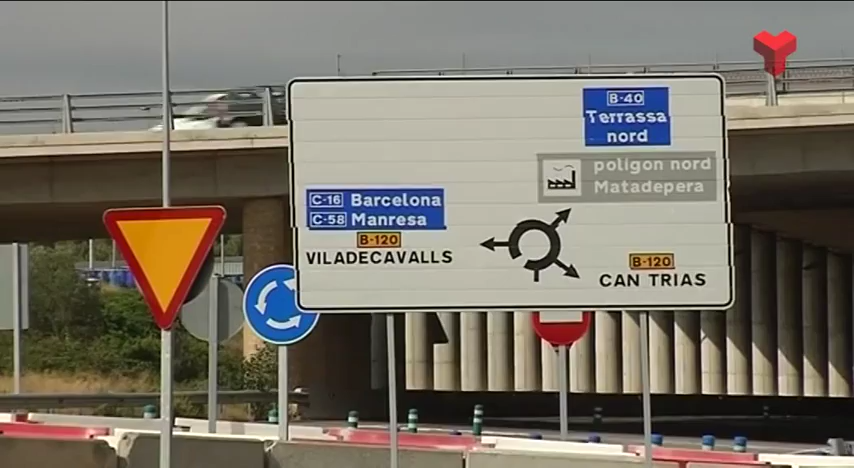 B-40
Terrassa
nord
polígon nord
Matadepera
C-16 Barcelona
C-58 Manresa
B-120
VILADECAVALLS
B-120
CAN TRIAS